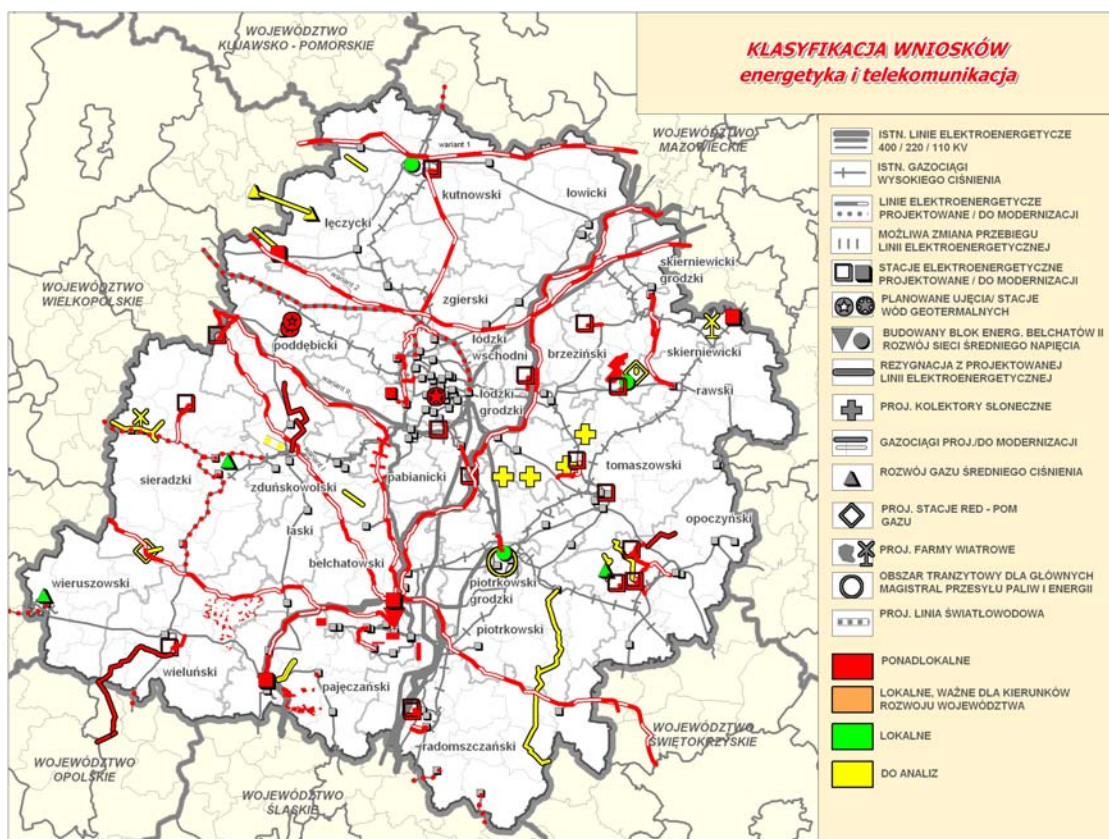 KLASYFIKACJA WNIOSKÓW
energetyka i telekomunikacja
WOJEWÓDZTWO
KUJAWSKO - POMORSKIE
WOJEWÓDZTWO
MAZOWIECKIE
WOJEWÓDZTWO
WIELKOPOLSKIE
WOJEWÓDZTWO
OPOLSKIE
WOJEWÓDZTWO
ŚLĄSKIE
WOJEWÓDZTWO
ŚWIĘTOKRZYSKIE
wariant 1
kutnowski
łowicki
łęczycki
skierniewicki
grodzki
zgierski
wariant 2
poddębicki
łódzki
wschodni
brzeziński
skierniewicki
rawski
łódzki
grodzki
sieradzki
zduńskowolski
pabianicki
tomaszowski
łaski
opoczyński
bełchatowski
wieruszowski
piotrkowski
grodzki
piotrkowski
wieluński
pajęczański
radomszczański
ISTN. LINIE ELEKTROENERGETYCZE
400 / 220 / 110 KV
ISTN. GAZOCIĄGI
WYSOKIEGO CIŚNIENIA
LINIE ELEKTROENERGETYCZE
PROJEKTOWANE / DO MODERNIZACJI
MOŻLIWA ZMIANA PRZEBIEGU
LINII ELEKTROENERGETYCZNEJ
STACJE ELEKTROENERGETYCZNE
PROJEKTOWANE / DO MODERNIZACJI
PLANOWANE UJĘCIA/ STACJE
WÓD GEOTERMALNYCH
BUDOWANY BLOK ENERG. BEŁCHATÓW II
ROZWÓJ SIECI ŚREDNIEGO NAPIĘCIA
REZYGNACJA Z PROJEKTOWANEJ
LINII ELEKTROENERGETYCZNEJ
PROJ. KOLEKTORY SŁONECZNE
GAZOCIĄGI PROJ./DO MODERNIZACJI
ROZWÓJ GAZU ŚREDNIEGO CIŚNIENIA
PROJ. STACJE RED - POM
GAZU
PROJ. FARMY WIATROWE
OBSZAR TRANZYTOWY DLA GŁÓWNYCH
MAGISTRAL PRZESYŁU PALIW I ENERGII
PROJ. LINIA ŚWIATŁOWODOWA
PONADLOKALNE
LOKALNE, WAŻNE DLA KIERUNKÓW
ROZWOJU WOJEWÓDZTWA
LOKALNE
DO ANALIZ